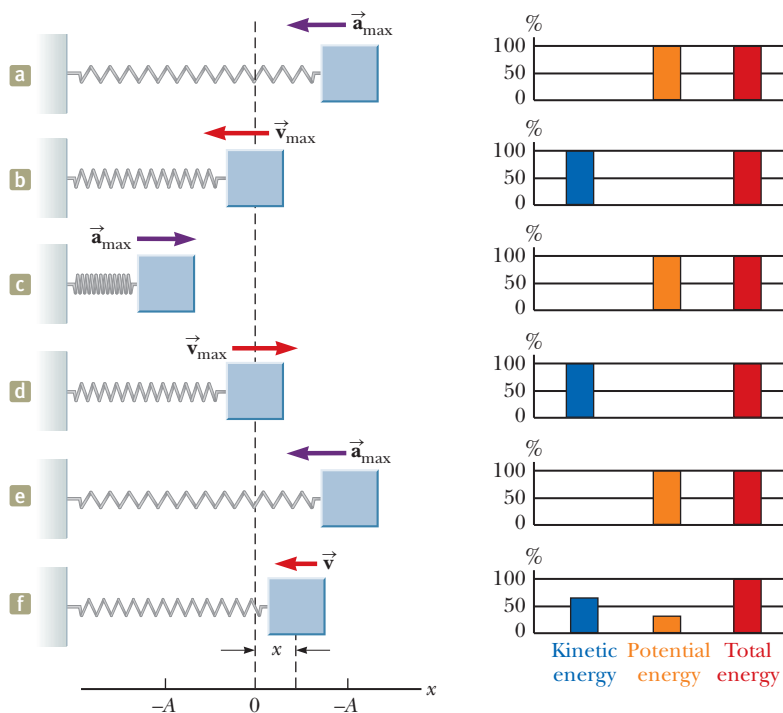 a
→a max
%
100
50
0
b
→v max
%
100
50
0
c
→a max
%
100
50
0
d
→v max
%
100
50
0
e
→a max
%
100
50
0
f
→v
x
%
100
50
0
Kinetic energy
Potential energy
Total energy
–A 0 –A x